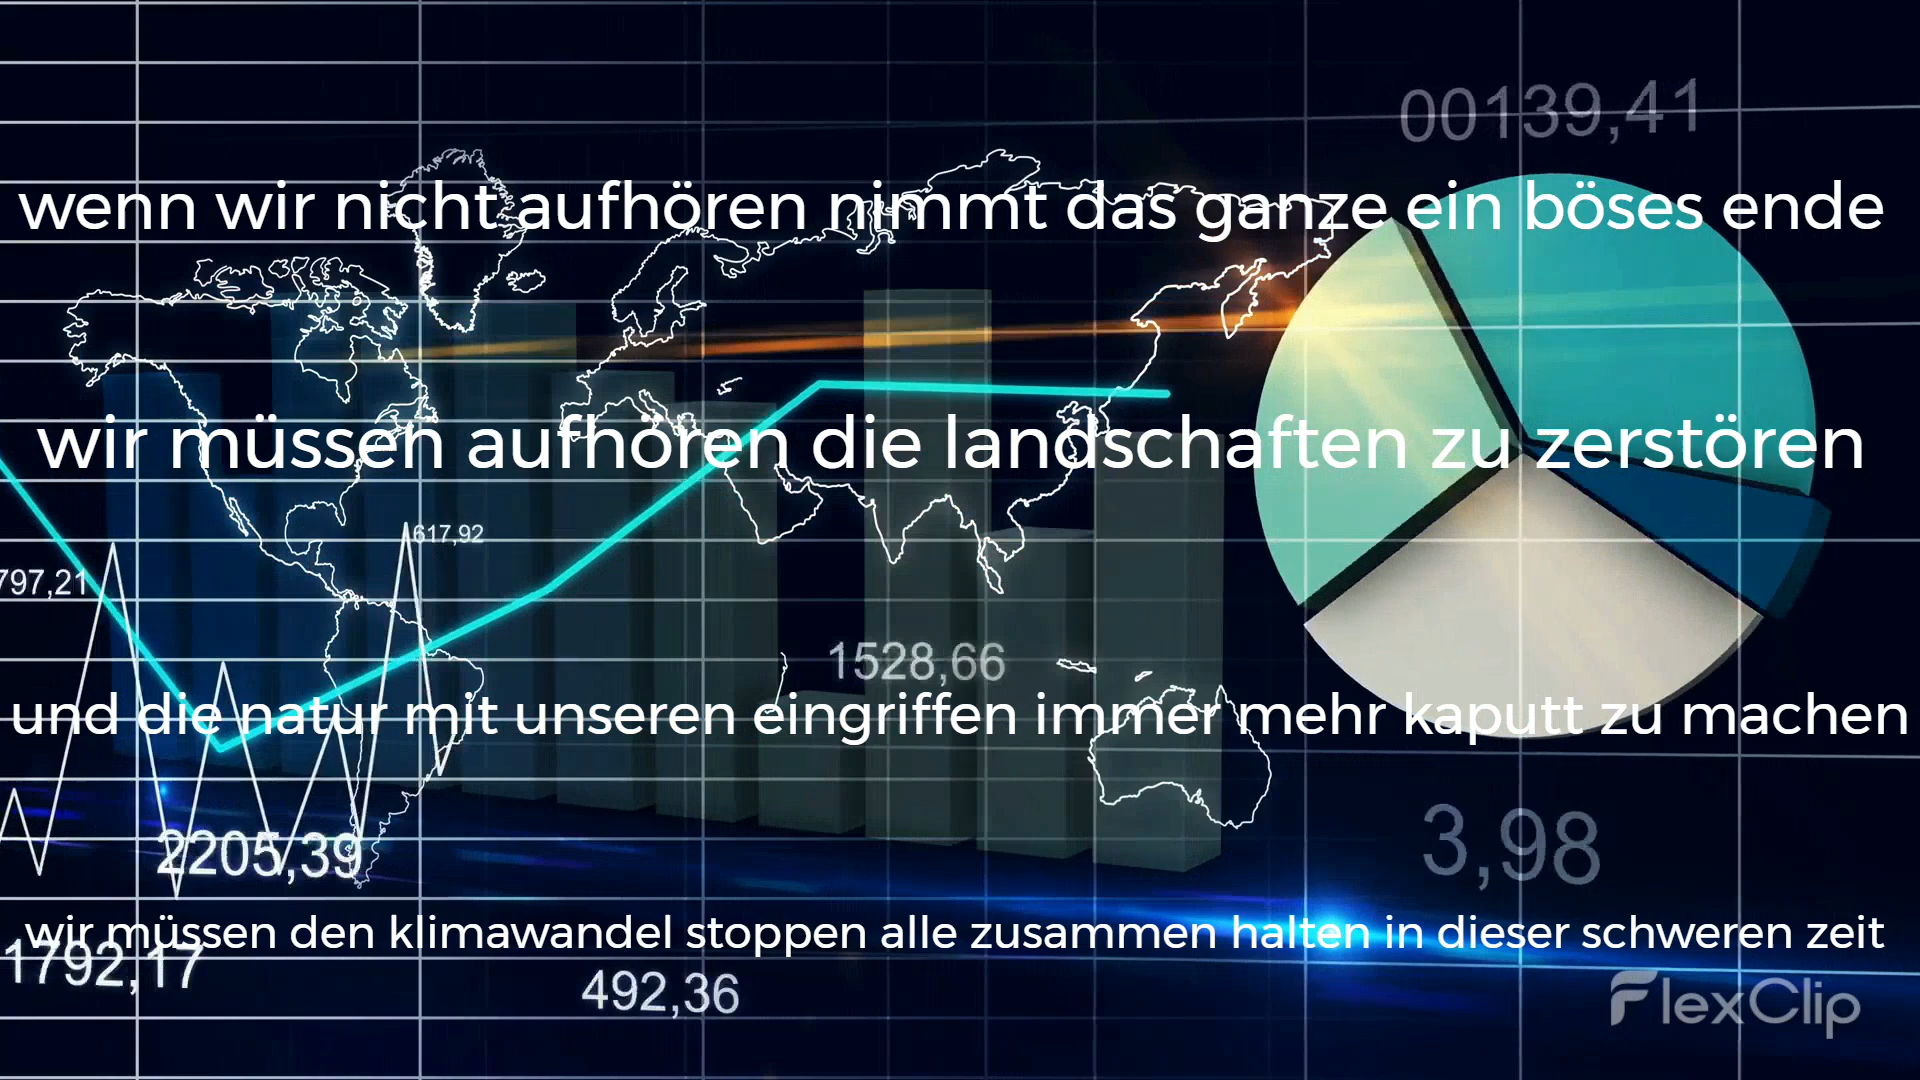 00139,41
wenn wir nicht aufhören nimmt das ganze ein böses ende
wir müssen aufhören die landschaften zu zerstören
617,92
797,21
1528,66
und die natur mit unseren eingriffen immer mehr kaputt zu machen
2205,39
3,98
wir müssen den klimawandel stoppen alle zusammen halten in dieser schweren zeit
1792,17
492,36
FlexClip